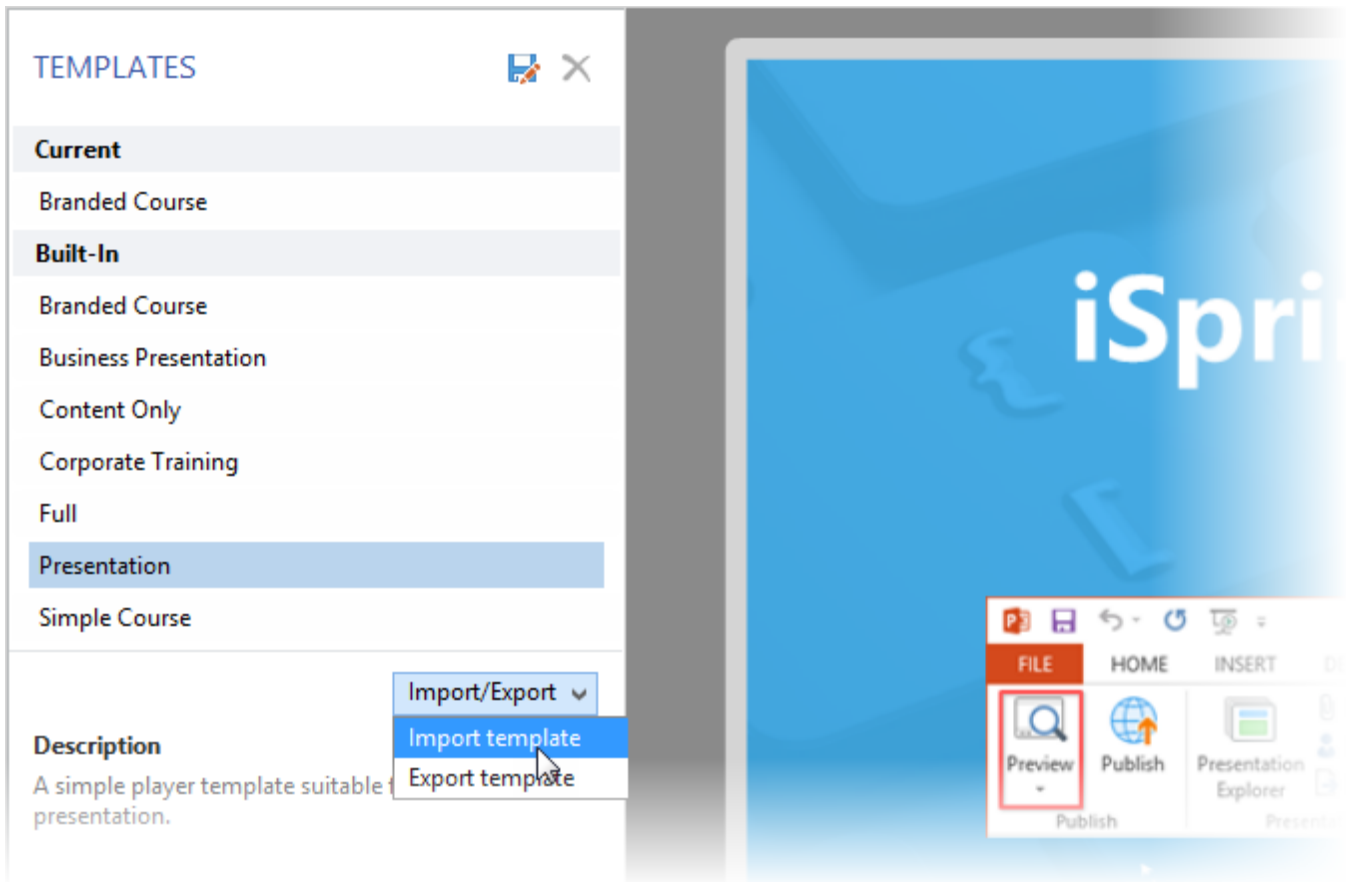 TEMPLATES
Current
Branded Course
Built-In
Branded Course
Business Presentation
Content Only
Corporate Training
Full
Presentation
Simple Course
Import/Export
Import template
Export template
Description
A simple player template suitable
presentation.
iSpri
FILE HOME INSERT
Preview Publish Presentation
Explorer
Publish